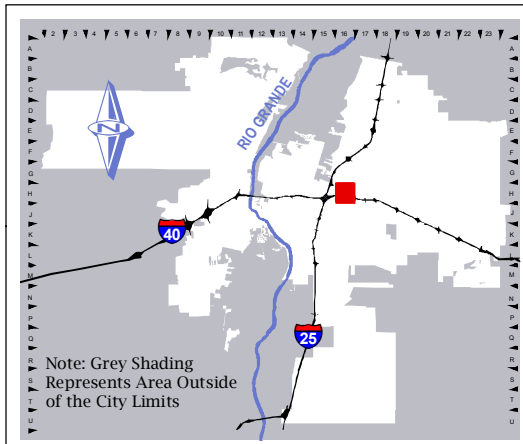 2 3 4 5 6 7 8 9 10 11 12 13 14 15 16 17 18 19 20 21 22 23
A A
B B
C C
D D
E E
F F
G G
H H
J J
K K
L L
M M
N N
P P
Q Q
R R
S S
T T
U U
N
RIO GRANDE
40
25
Note: Grey Shading
Represents Area Outside
of the City Limits